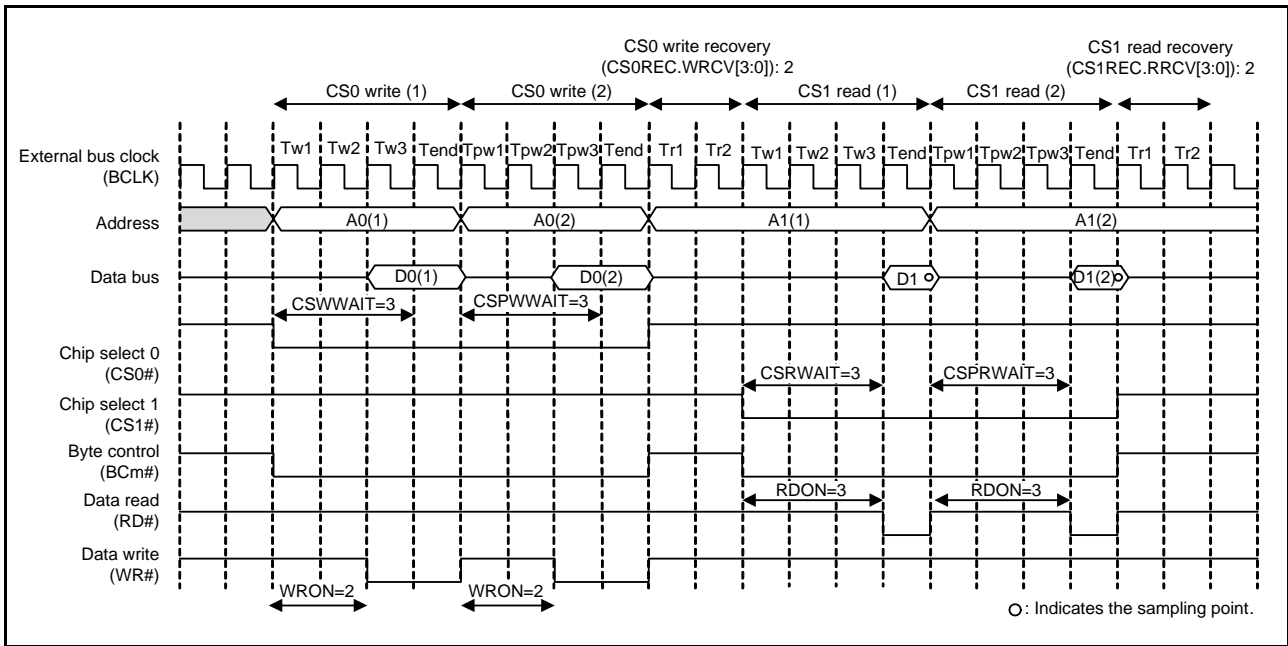 CS0 write recovery
(CS0REC.WRCV[3:0]): 2
CS1 read recovery
(CS1REC.RRCV[3:0]): 2
CS0 write (1)
CS0 write (2)
CS1 read (1)
CS1 read (2)
External bus clock
(BCLK)
Tw1 Tw2 Tw3 Tend Tpw1 Tpw2 Tpw3 Tend Tr1 Tr2 Tw1 Tw2 Tw3 Tend Tpw1 Tpw2 Tpw3 Tend Tr1 Tr2
Address
A0(1) A0(2) A1(1) A1(2)
Data bus
D0(1) D0(2) D1 D1(2)
CSWWAIT=3 CSPWWAIT=3
Chip select 0
(CS0#)
CSRWAIT=3 CSPRWAIT=3
Chip select 1
(CS1#)
Byte control
(BCm#)
Data read
(RD#)
RDON=3 RDON=3
Data write
(WR#)
WRON=2 WRON=2
: Indicates the sampling point.